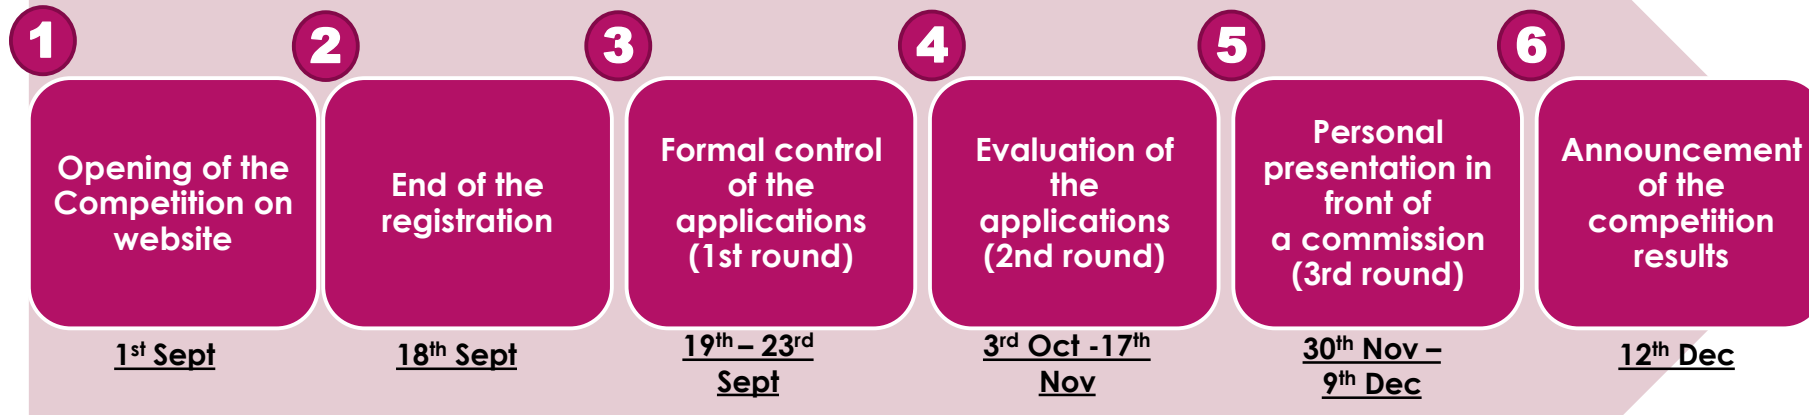 1
Opening of the
Competition on
website
1st Sept
2
End of the
registration
18th Sept
3
Formal control
of the
applications
(1st round)
19th – 23rd
Sept
4
Evaluation of
the
applications
(2nd round)
3rd Oct -17th
Nov
5
Personal
presentation in
front of
a commission
(3rd round)
30th Nov –
9th Dec
6
Announcement
of the
competition
results
12th Dec